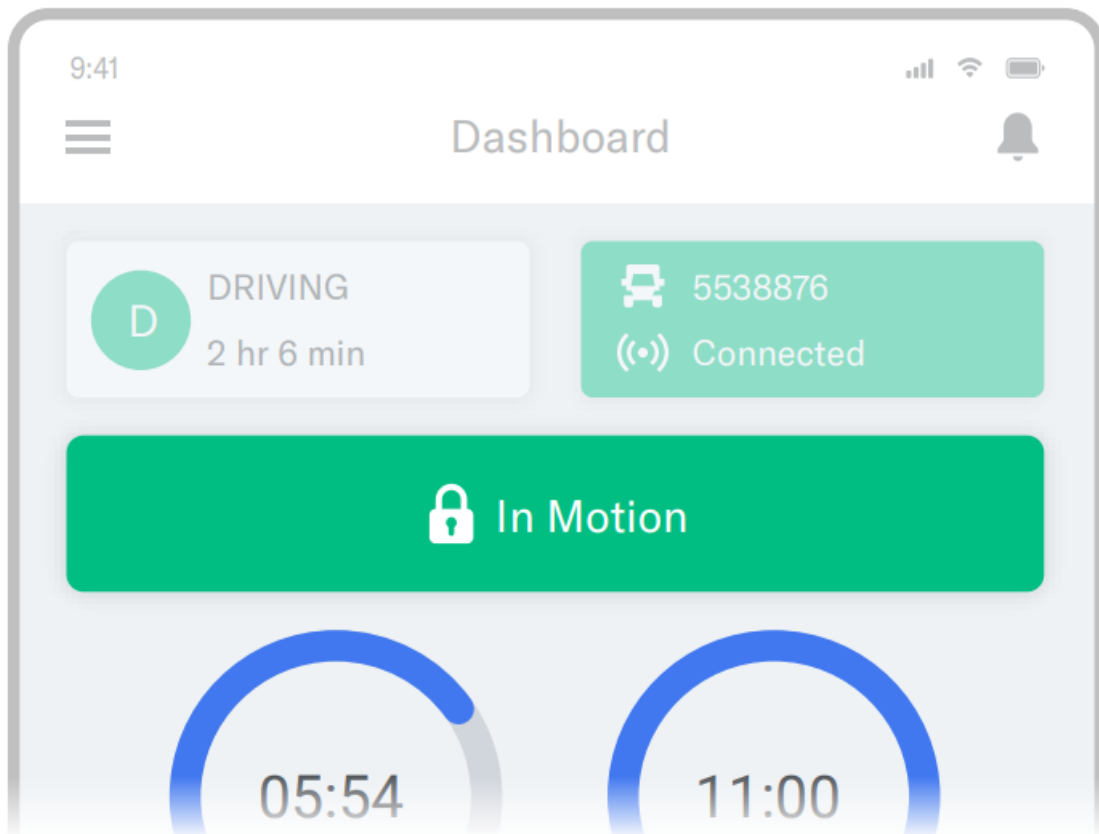 9:41
Dashboard
D
DRIVING
2 hr 6 min
5538876
Connected
In Motion
05:54
11:00